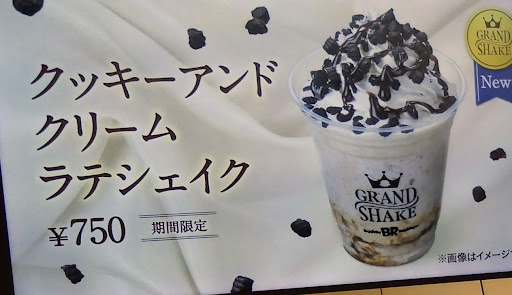 クッキーアンド
クリーム
ラテシェイク
¥750 期間限定
GRAND
SHAKE
New
GRAND
SHAKE
BR
※画像はイメージ